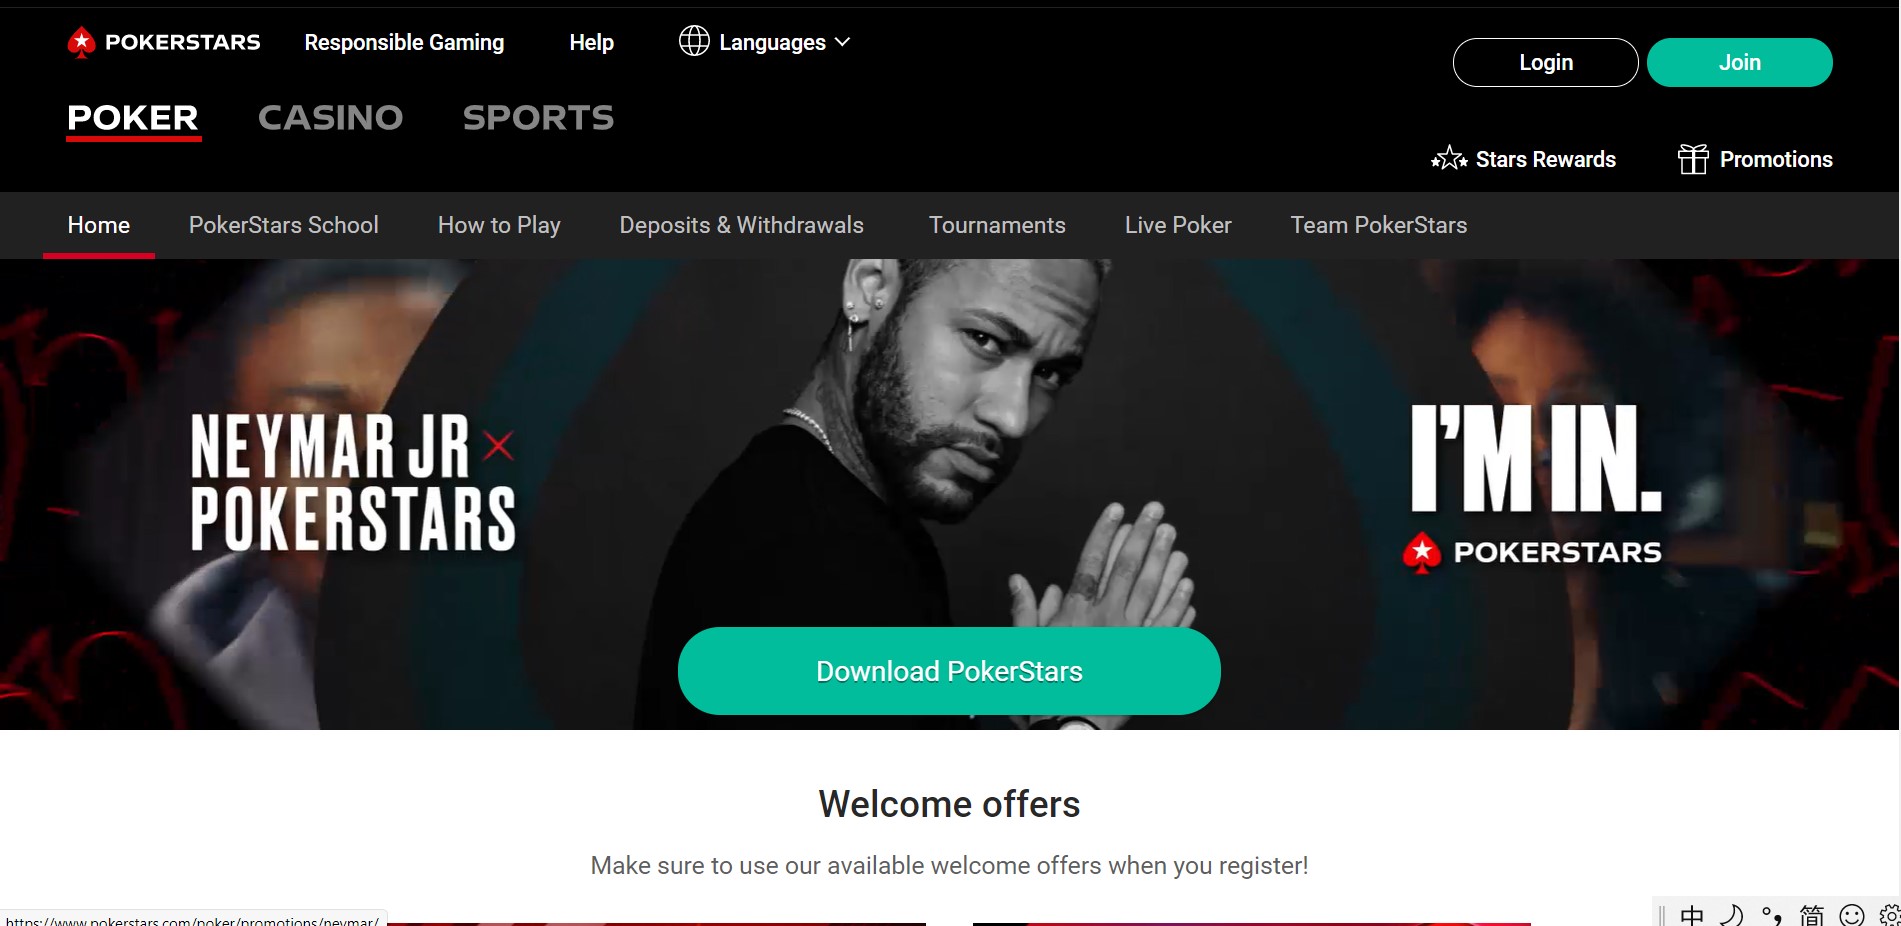 POKERSTARS Responsible Gaming Help Languages
Login Join
POKER CASINO SPORTS
Stars Rewards Promotions
Home PokerStars School How to Play Deposits & Withdrawals Tournaments Live Poker Team PokerStars
NEYMAR JR X
POKERSTARS
I'M IN.
POKERSTARS
Download PokerStars
Welcome offers
Make sure to use our available welcome offers when you register!
https://www.pokerstars.com/poker/promotions/neymar/
中 简